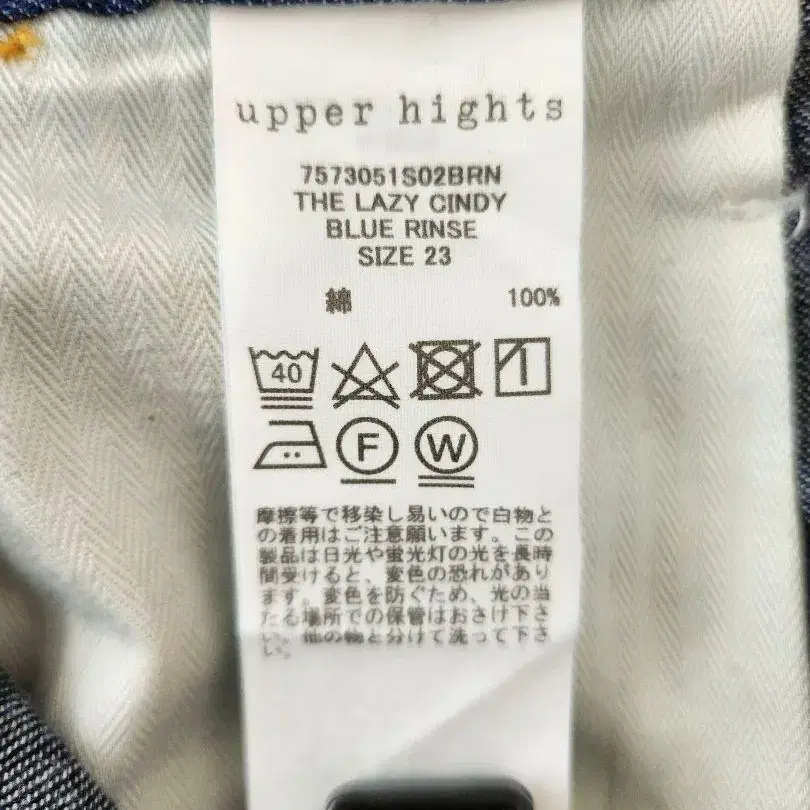 upper hights
7573051S02BRN
THE LAZY CINDY
BLUE RINSE
SIZE 23
綿 100%
40
F W
摩擦等で移染し易いので白物と
の着用はご注意願います。この
製品は日光や蛍光灯の光を長時
間受けると、変色の恐れがあり
ます。変色を防ぐため、光の当
たる場所での保管はおさけ下さ
い。他の物と分けて洗って下さ
い。